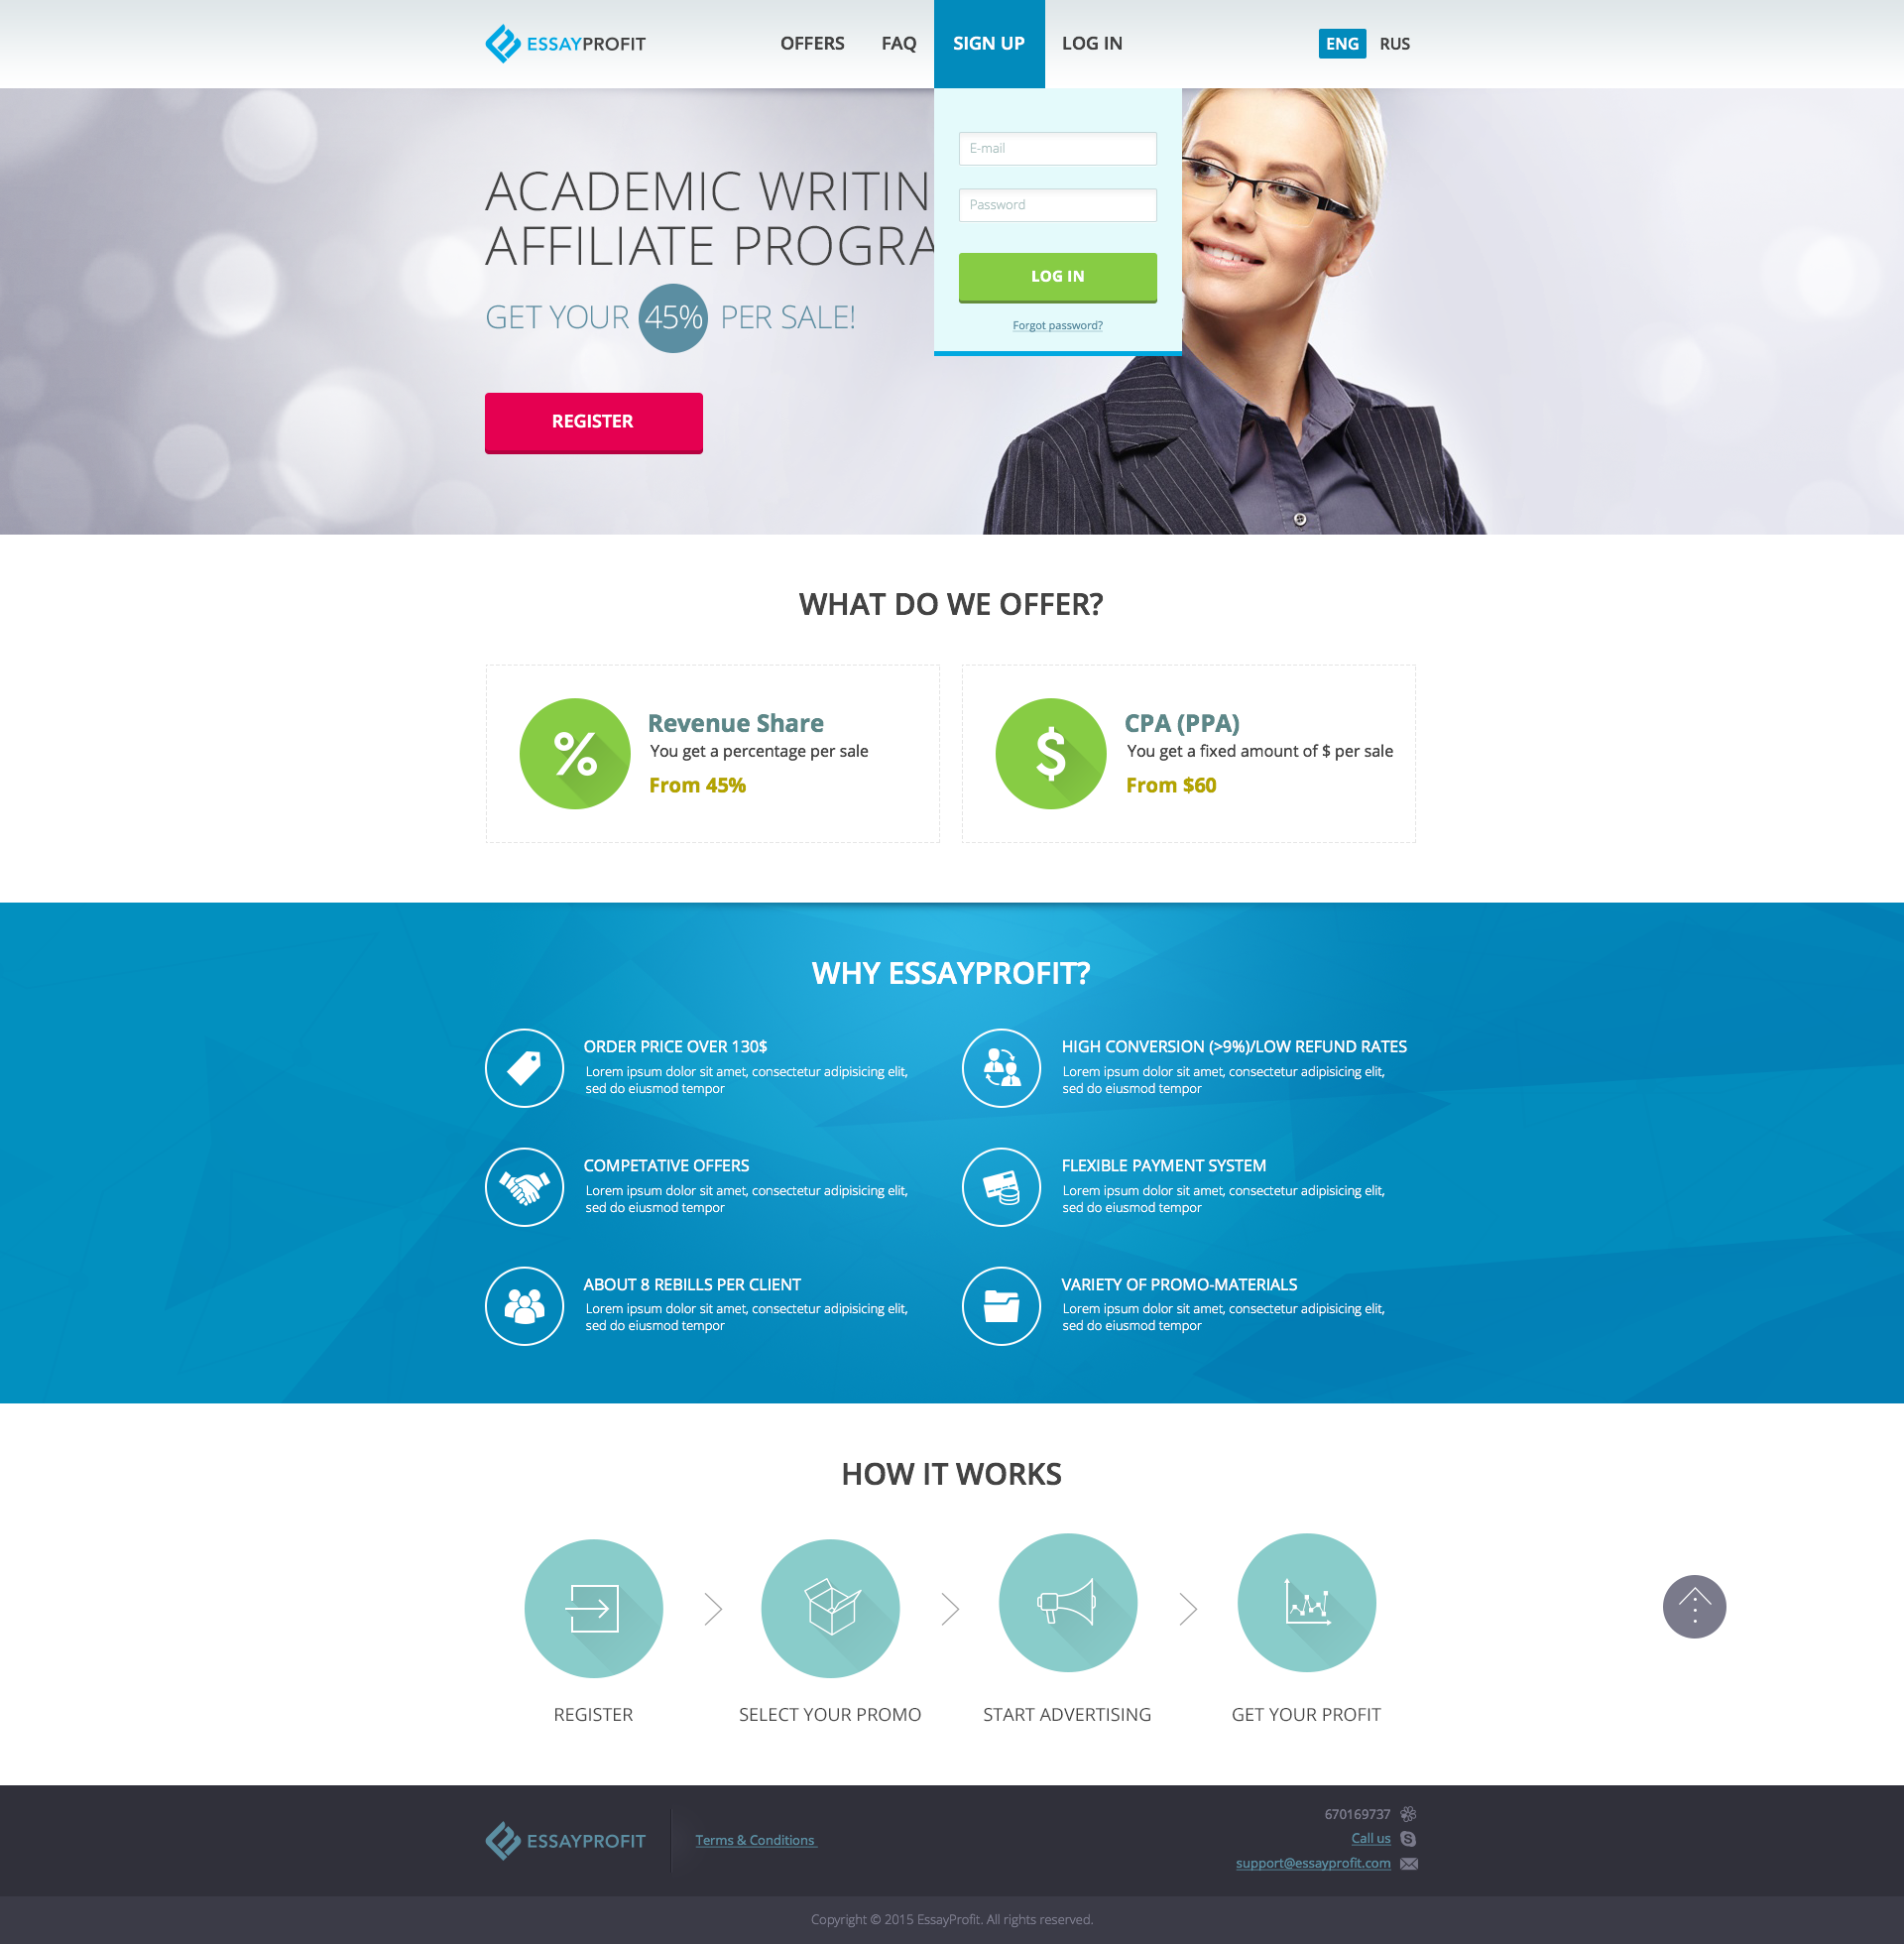 ESSAYPROFIT
OFFERS
FAQ
SIGN UP
LOG IN
ENG
RUS
E-mail
Password
LOG IN
Forgot password?
ACADEMIC WRITIN
AFFILIATE PROGRA
GET YOUR 45% PER SALE!
REGISTER
WHAT DO WE OFFER?
%
Revenue Share
You get a percentage per sale
From 45%
$
CPA (PPA)
You get a fixed amount of $ per sale
From $60
WHY ESSAYPROFIT?
ORDER PRICE OVER 130$
Lorem ipsum dolor sit amet, consectetur adipisicing elit,
sed do eiusmod tempor
HIGH CONVERSION (>9%)/LOW REFUND RATES
Lorem ipsum dolor sit amet, consectetur adipisicing elit,
sed do eiusmod tempor
COMPETATIVE OFFERS
Lorem ipsum dolor sit amet, consectetur adipisicing elit,
sed do eiusmod tempor
FLEXIBLE PAYMENT SYSTEM
Lorem ipsum dolor sit amet, consectetur adipisicing elit,
sed do eiusmod tempor
ABOUT 8 REBILLS PER CLIENT
Lorem ipsum dolor sit amet, consectetur adipisicing elit,
sed do eiusmod tempor
VARIETY OF PROMO-MATERIALS
Lorem ipsum dolor sit amet, consectetur adipisicing elit,
sed do eiusmod tempor
HOW IT WORKS
REGISTER
SELECT YOUR PROMO
START ADVERTISING
GET YOUR PROFIT
ESSAYPROFIT
Terms & Conditions
670169737
Call us
support@essayprofit.com
Copyright © 2015 EssayProfit. All rights reserved.